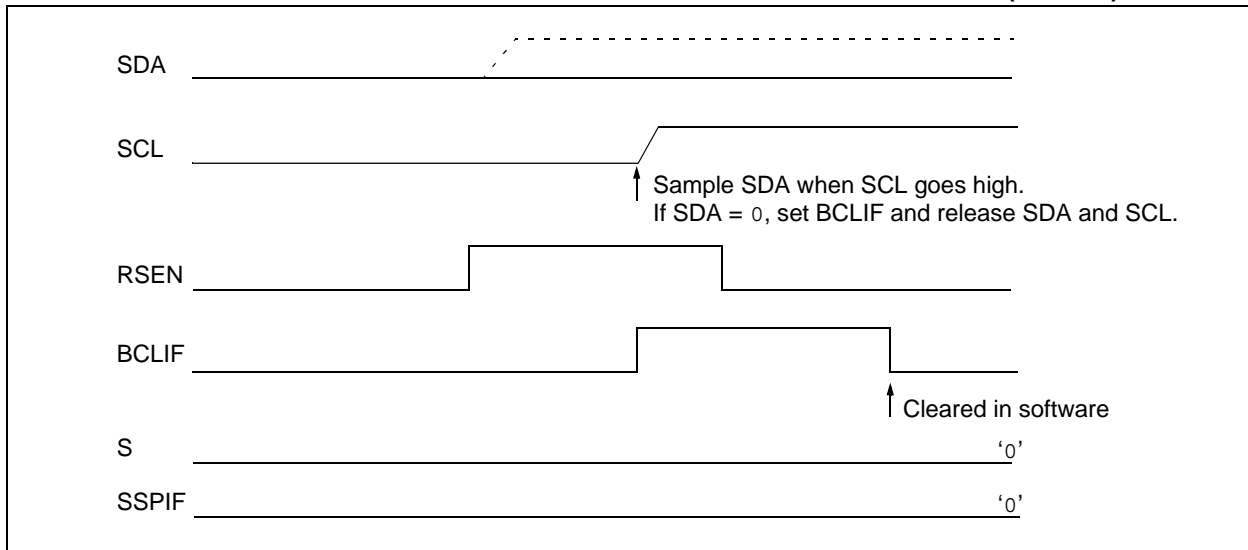 SDA
SCL
Sample SDA when SCL goes high.
If SDA = 0, set BCLIF and release SDA and SCL.
RSEN
BCLIF
Cleared in software
S
‘0’
SSPIF
‘0’